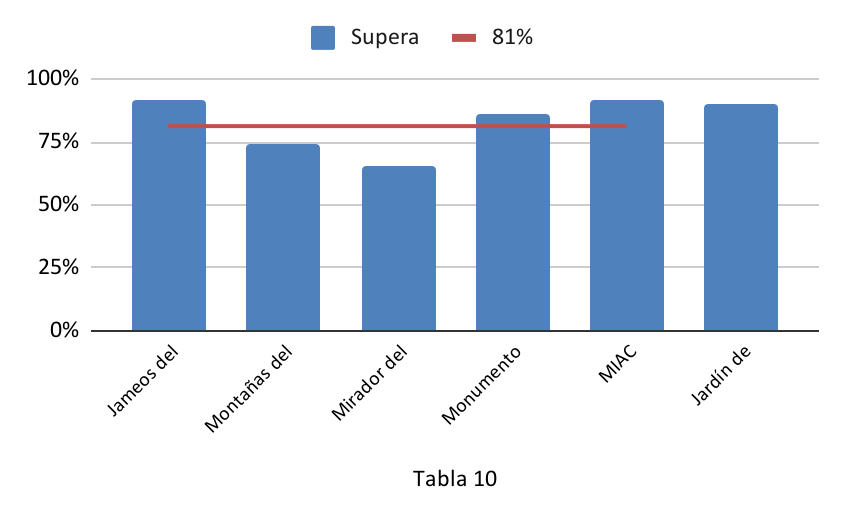 Supera 81%
100%
75%
50%
25%
0%
Jameos del
Montañas del
Mirador del
Monumento
MIAC
Jardín de
Tabla 10